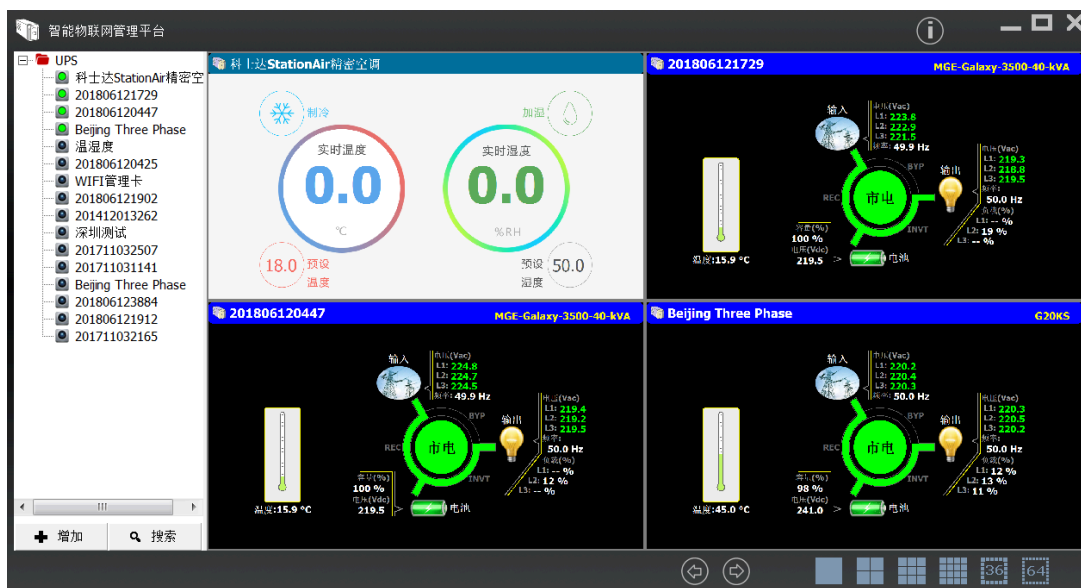 智能物联网管理平台
UPS
科士达StationAir精密空
201806121729
201806120447
Beijing Three Phase
温湿度
201806120425
WIFI管理卡
201806121902
201412013262
深圳测试
201711032507
201711031141
Beijing Three Phase
201806123884
201806121912
201711032165
增加
搜索
科士达StationAir精密空调
制冷
加湿
实时温度
0.0
℃
实时湿度
0.0
%RH
18.0
预设
温度
预设
湿度
50.0
201806121729
MGE-Galaxy-3500-40-kVA
输入
电压(Vac)
L1: 223.8
L2: 222.9
L3: 221.5
频率: 49.9 Hz
BYP
REC
市电
INVT
输出
电压(Vac)
L1: 219.3
L2: 218.8
L3: 219.5
频率:
50.0 Hz
负载(%)
L1: -- %
L2: 19 %
L3: -- %
容量(%)
100 %
电压(Vdc)
219.5 >
电池
温度:15.9 °C
201806120447
MGE-Galaxy-3500-40-kVA
输入
电压(Vac)
L1: 224.8
L2: 224.7
L3: 224.5
频率: 49.9 Hz
BYP
REC
市电
INVT
输出
电压(Vac)
L1: 219.4
L2: 219.2
L3: 219.5
频率:
50.0 Hz
负载(%)
L1: -- %
L2: 12 %
L3: -- %
容量(%)
100 %
电压(Vdc)
219.5 >
电池
温度:15.9 °C
Beijing Three Phase
G20KS
输入
电压(Vac)
L1: 220.2
L2: 220.4
L3: 220.3
频率: 50.0 Hz
BYP
REC
市电
INVT
输出
电压(Vac)
L1: 220.3
L2: 220.5
L3: 220.2
频率:
50.0 Hz
负载(%)
L1: 12 %
L2: 13 %
L3: 11 %
容量(%)
98 %
电压(Vdc)
241.0 >
电池
温度:45.0 °C
36
64